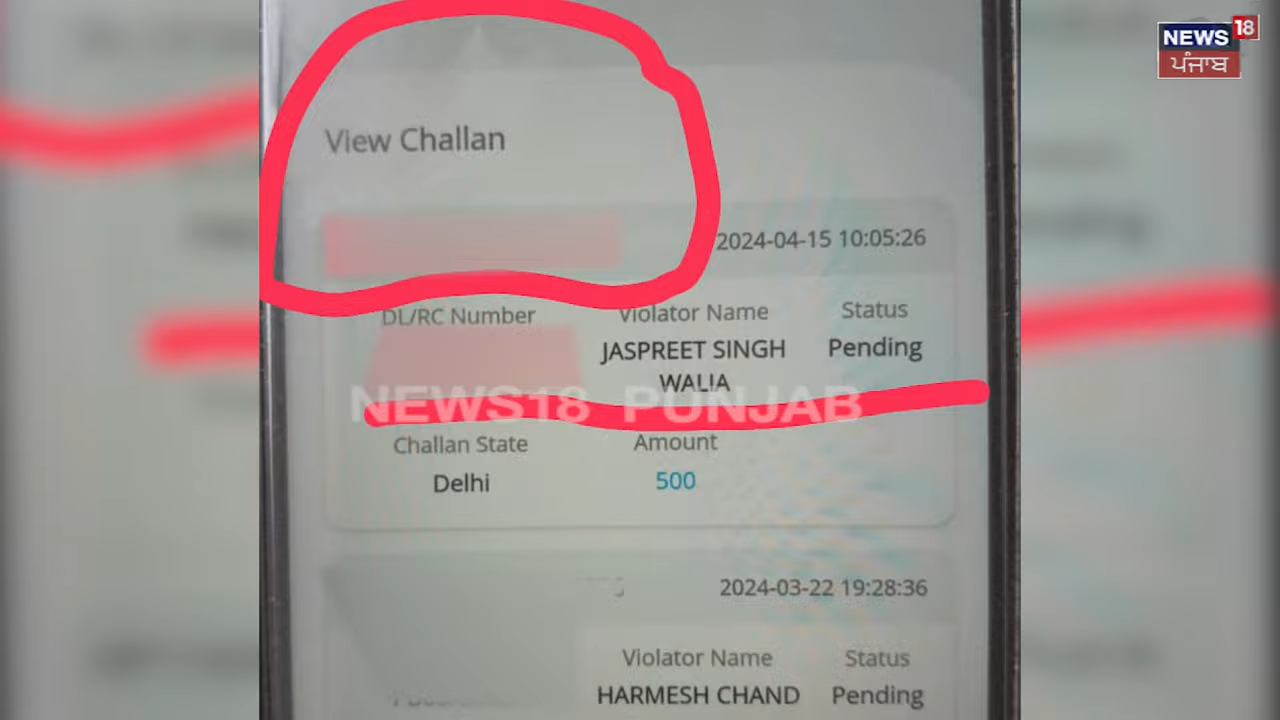 NEWS 18
ਪੰਜਾਬ
View Challan
2024-04-15 10:05:26
DL/RC Number Violator Name Status
JASPREET SINGH Pending
WALIA
NEWS18 PUNJAB
Challan State Amount
Delhi 500
2024-03-22 19:28:36
Violator Name Status
HARMESH CHAND Pending